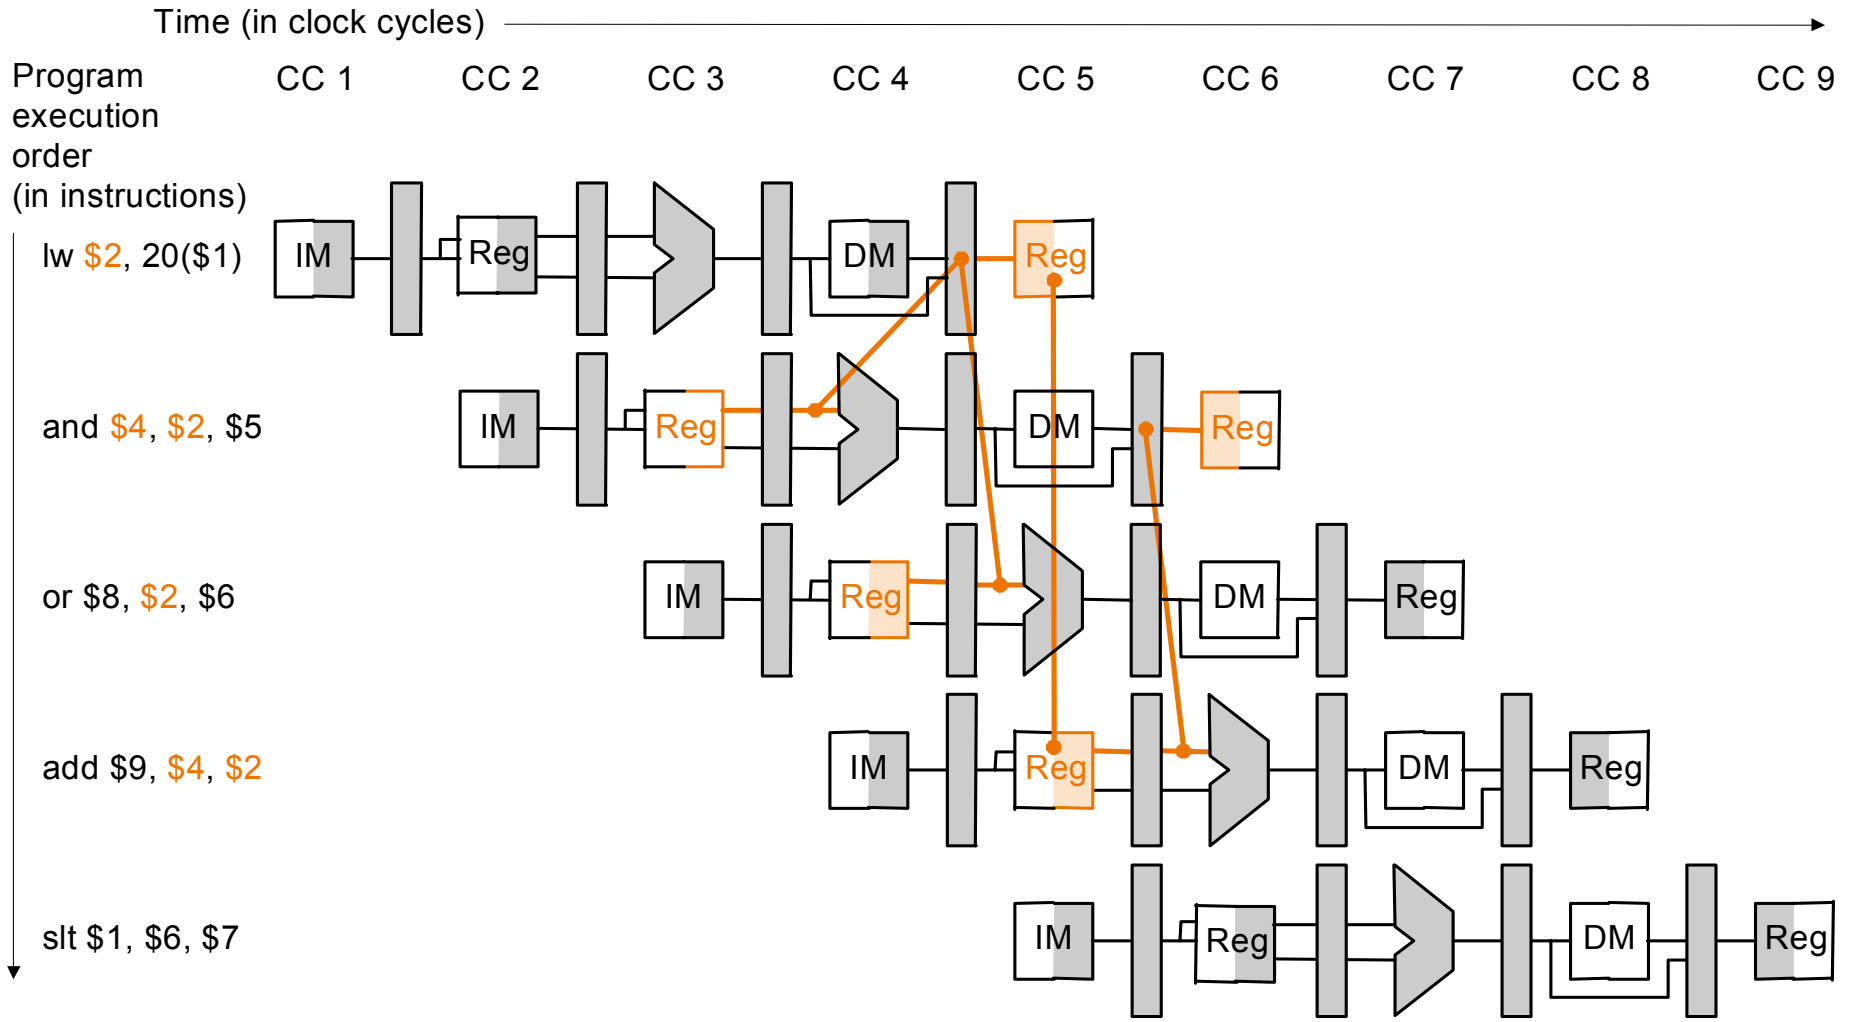 Time (in clock cycles)
Program
execution
order
(in instructions)
CC 1 CC 2 CC 3 CC 4 CC 5 CC 6 CC 7 CC 8 CC 9
lw $2, 20($1) IM Reg DM Reg
and $4, $2, $5 IM Reg DM Reg
or $8, $2, $6 IM Reg DM Reg
add $9, $4, $2 IM Reg DM Reg
slt $1, $6, $7 IM Reg DM Reg